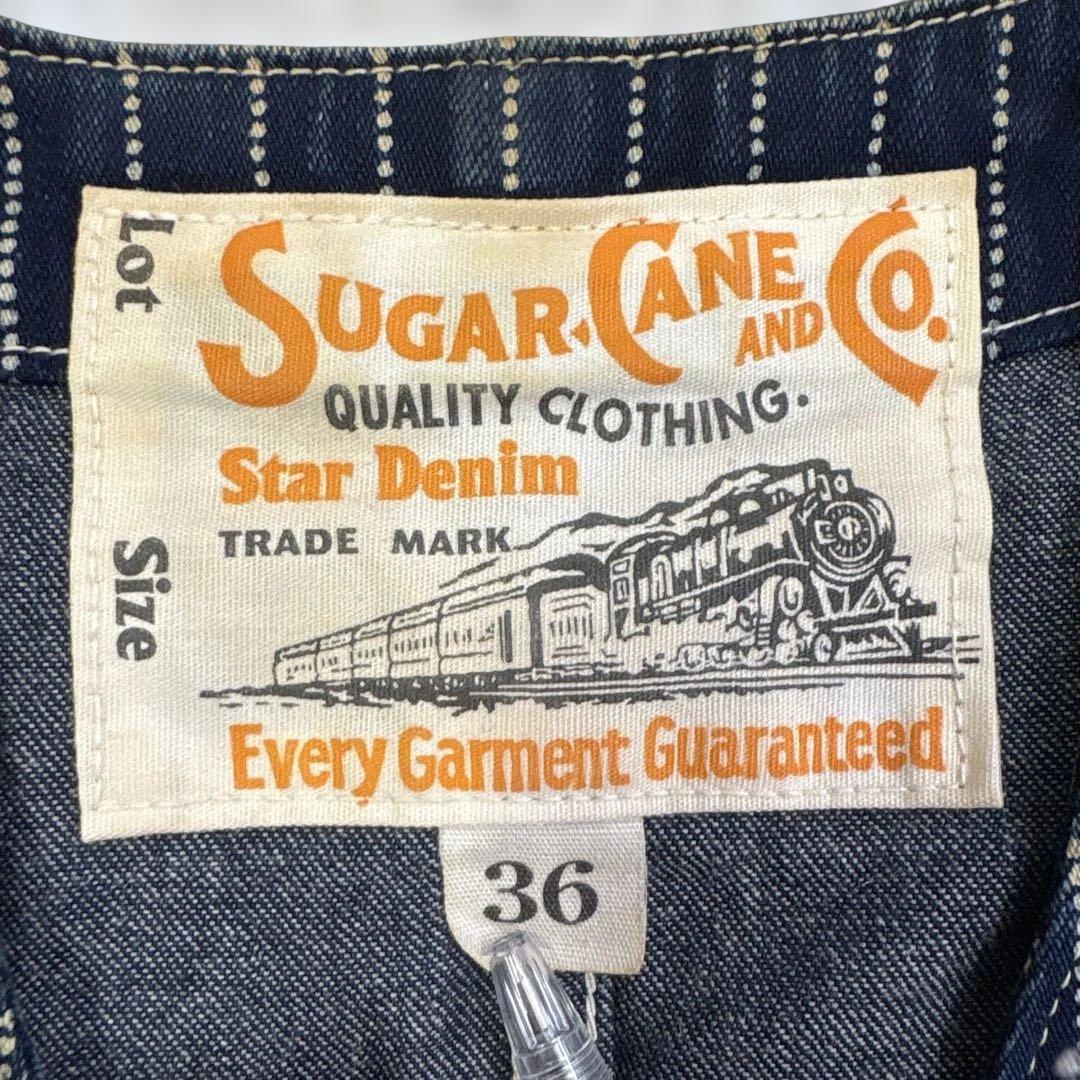 Lot
SUGAR CANE AND CO.
QUALITY CLOTHING.
Star Denim
TRADE MARK
Size
Every Garment Guaranteed
36